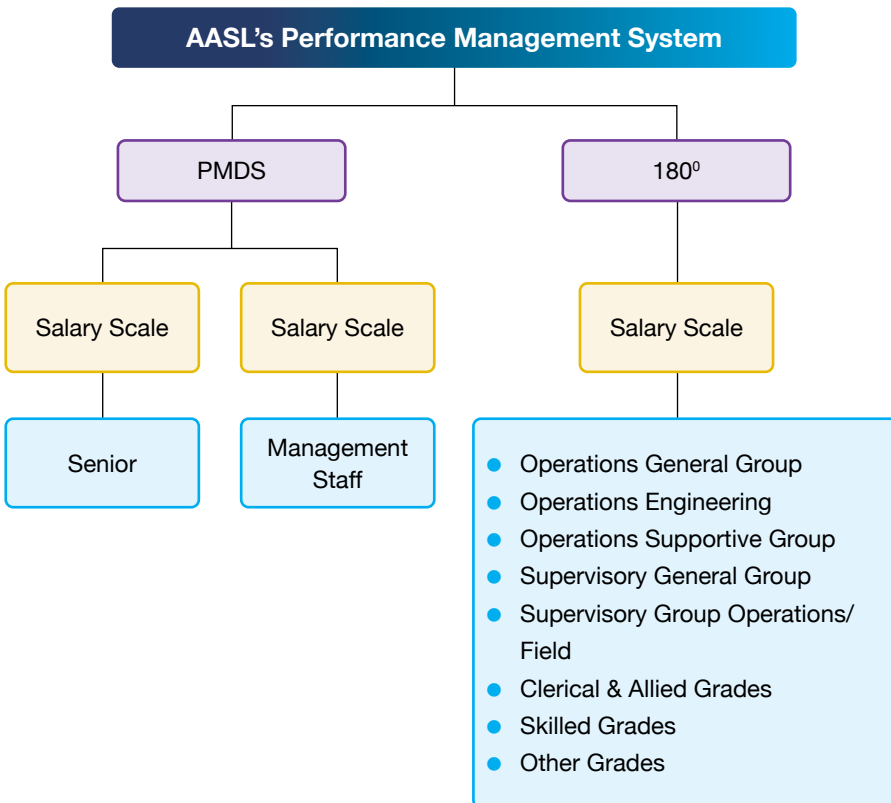 AASL's Performance Management System
PMDS
180⁰
Salary Scale
Salary Scale
Salary Scale
Senior
Management
Staff
Operations General Group
Operations Engineering
Operations Supportive Group
Supervisory General Group
Supervisory Group Operations/
Field
Clerical & Allied Grades
Skilled Grades
Other Grades